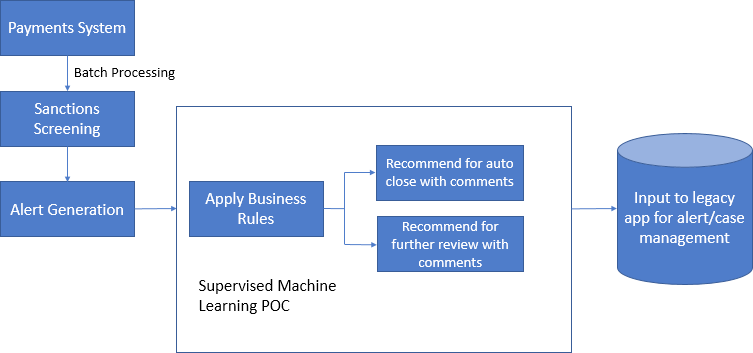 Payments System
Batch Processing
Sanctions
Screening
Alert Generation
Apply Business
Rules
Recommend for auto
close with comments
Recommend for
further review with
comments
Supervised Machine
Learning POC
Input to legacy
app for alert/case
management